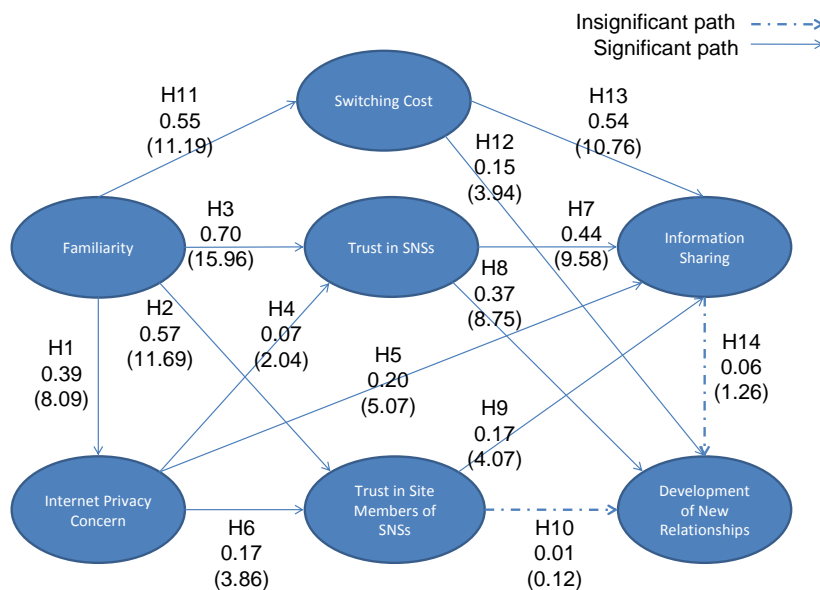 Insignificant path
Significant path
H11
0.55
(11.19)
Switching Cost
H12
0.15
(3.94)
H13
0.54
(10.76)
Familiarity
H3
0.70
(15.96)
Trust in SNSs
H7
0.44
(9.58)
Information
Sharing
H1
0.39
(8.09)
H2
0.57
(11.69)
H4
0.07
(2.04)
H5
0.20
(5.07)
H8
0.37
(8.75)
H9
0.17
(4.07)
H14
0.06
(1.26)
Internet Privacy
Concern
H6
0.17
(3.86)
Trust in Site
Members of
SNSs
H10
0.01
(0.12)
Development
of New
Relationships